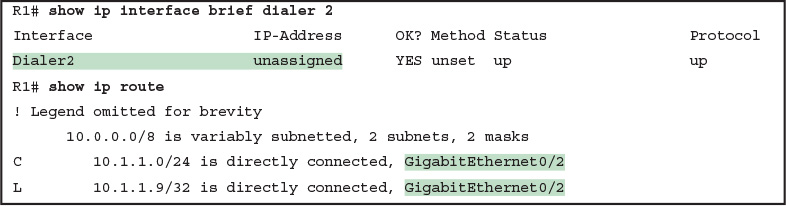 R1# show ip interface brief dialer 2
Interface IP-Address OK? Method Status Protocol
Dialer2 unassigned YES unset up up
R1# show ip route
! Legend omitted for brevity
10.0.0.0/8 is variably subnetted, 2 subnets, 2 masks
C 10.1.1.0/24 is directly connected, GigabitEthernet0/2
L 10.1.1.9/32 is directly connected, GigabitEthernet0/2